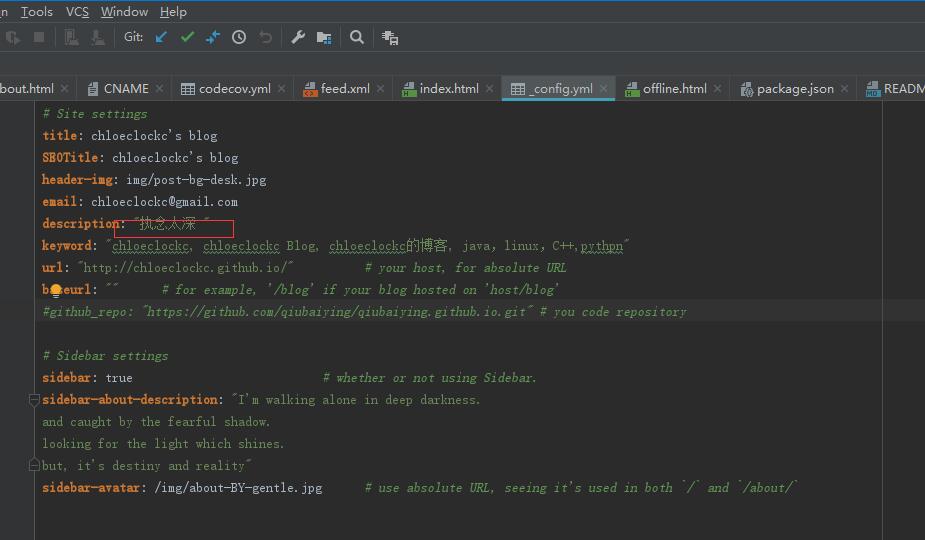 Tools VCS Window Help
Git:
bout.html CNAME codecov.yml feed.xml index.html _config.yml offline.html package.json READM
# Site settings
title: chloeclockc's blog
SEOTitle: chloeclockc's blog
header-img: img/post-bg-desk.jpg
email: chloeclockc@gmail.com
description: "执念太深 "
keyword: "chloeclockc, chloeclockc Blog, chloeclockc的博客, java, linux, C++,pythpn"
url: "http://chloeclockc.github.io/" # your host, for absolute URL
baseurl: "" # for example, '/blog' if your blog hosted on 'host/blog'
#github_repo: "https://github.com/qiubaiying/qiubaiying.github.io.git" # you code repository
# Sidebar settings
sidebar: true # whether or not using Sidebar.
sidebar-about-description: "I'm walking alone in deep darkness.
and caught by the fearful shadow.
looking for the light which shines.
but, it's destiny and reality"
sidebar-avatar: /img/about-BY-gentle.jpg # use absolute URL, seeing it's used in both `/` and `/about/`